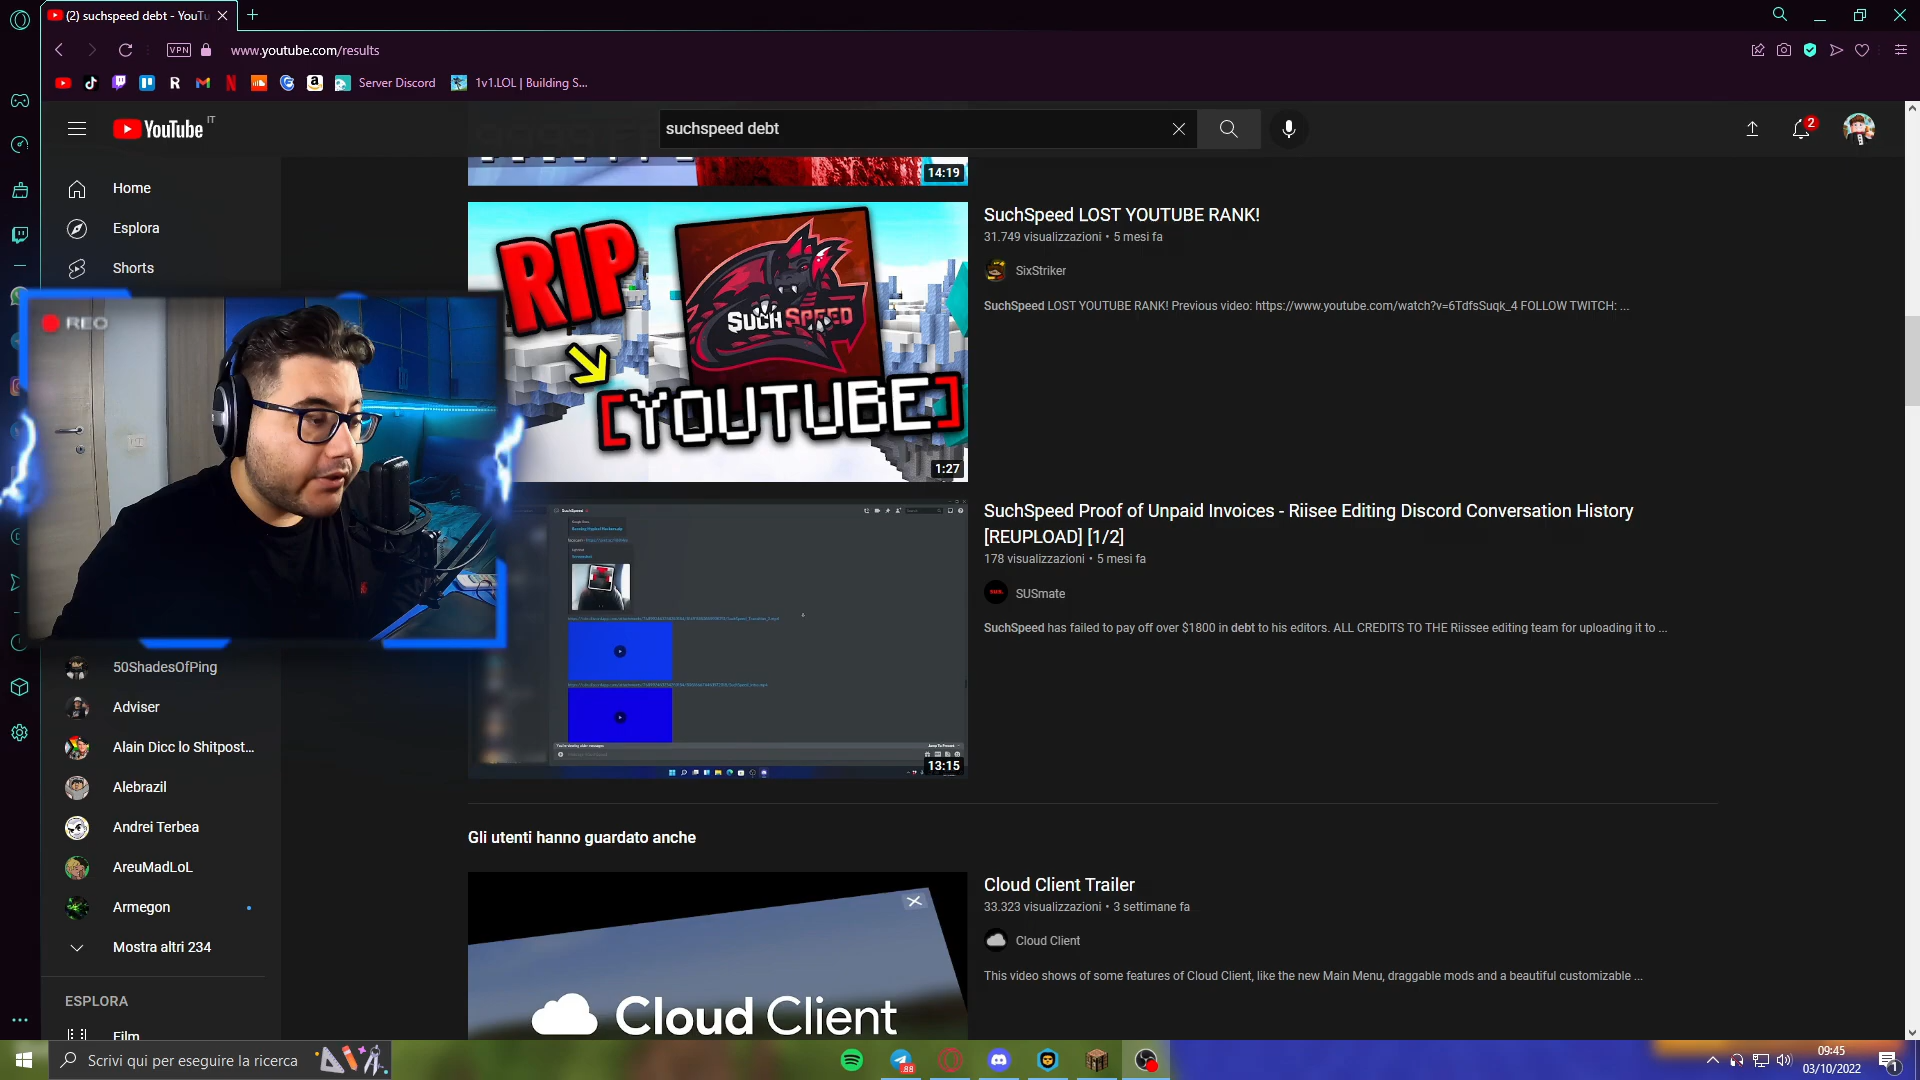 (2) suchspeed debt - YouTu
VPN
www.youtube.com/results
Server Discord
1v1.LOL | Building S...
YouTube
IT
suchspeed debt
2
Home
Esplora
Shorts
REC
50ShadesOfPing
Adviser
Alain Dicc lo Shitpost...
Alebrazil
Andrei Terbea
AreuMadLoL
Armegon
Mostra altri 234
ESPLORA
Film
14:19
RIP
SUCHSPEED
[YOUTUBE]
1:27
SuchSpeed LOST YOUTUBE RANK!
31.749 visualizzazioni • 5 mesi fa
SixStriker
SuchSpeed LOST YOUTUBE RANK! Previous video: https://www.youtube.com/watch?v=6TdfsSuqk_4 FOLLOW TWITCH: ...
SuchSpeed
13:15
SuchSpeed Proof of Unpaid Invoices - Riisee Editing Discord Conversation History
[REUPLOAD] [1/2]
178 visualizzazioni • 5 mesi fa
SUSmate
SuchSpeed has failed to pay off over $1800 in debt to his editors. ALL CREDITS TO THE Riissee editing team for uploading it to ...
Gli utenti hanno guardato anche
Cloud Client
Cloud Client Trailer
33.323 visualizzazioni • 3 settimane fa
Cloud Client
This video shows of some features of Cloud Client, like the new Main Menu, draggable mods and a beautiful customizable ...
Scrivi qui per eseguire la ricerca
88
09:45
03/10/2022
1